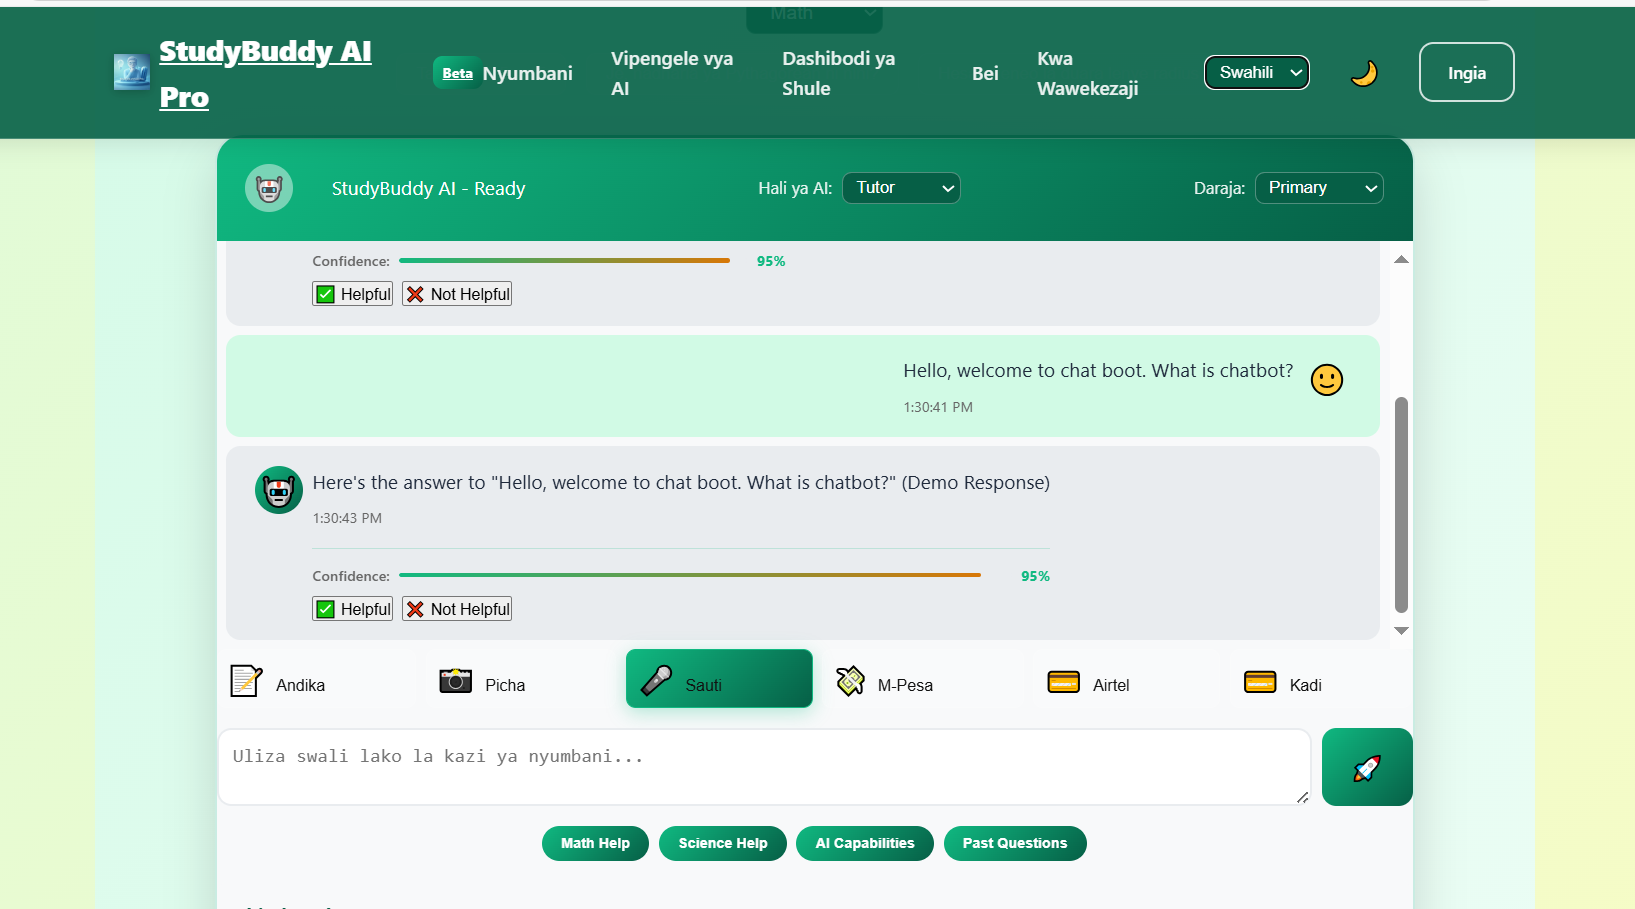 Math
StudyBuddy AI
Pro
Beta
Nyumbani
Vipengele vya
AI
Dashibodi ya
Shule
Bei
Kwa
Wawekezaji
Swahili
Ingia
StudyBuddy AI - Ready
Hali ya AI: Tutor
Daraja: Primary
Confidence: 95%
Helpful Not Helpful
Hello, welcome to chat boot. What is chatbot?
1:30:41 PM
Here's the answer to "Hello, welcome to chat boot. What is chatbot?" (Demo Response)
1:30:43 PM
Confidence: 95%
Helpful Not Helpful
Andika Picha Sauti M-Pesa Airtel Kadi
Uliza swali lako la kazi ya nyumbani...
Math Help Science Help AI Capabilities Past Questions